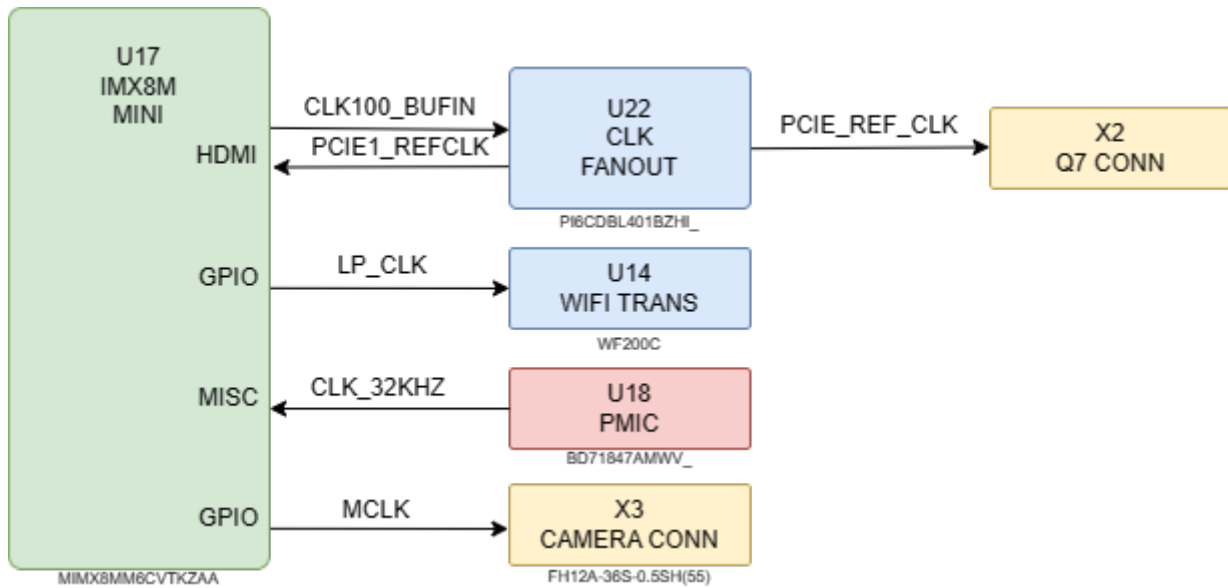 U17
IMX8M
MINI
HDMI
GPIO
MISC
GPIO
MIMX8MM6CVTKZAA
CLK100_BUFIN
PCIE1_REFCLK
U22
CLK
FANOUT
PI6CDBL401BZHI_
PCIE_REF_CLK
X2
Q7 CONN
LP_CLK
U14
WIFI TRANS
WF200C
CLK_32KHZ
U18
PMIC
BD71847AMWV_
MCLK
X3
CAMERA CONN
FH12A-36S-0.5SH(55)